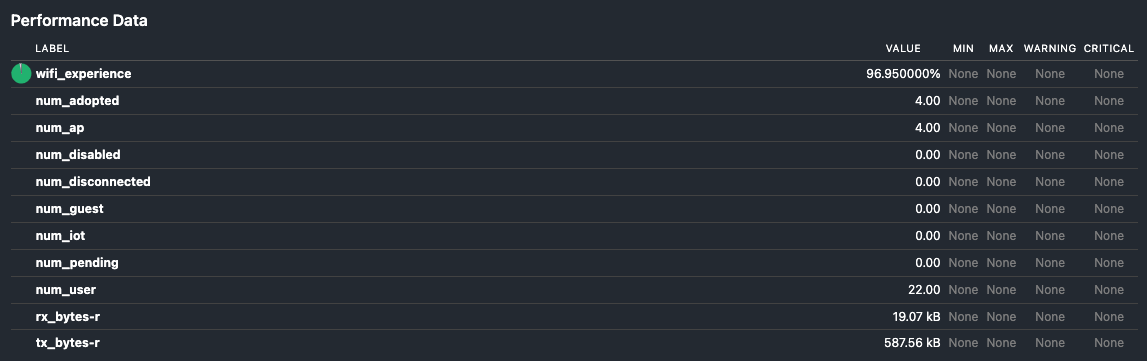 Performance Data
LABEL VALUE MIN MAX WARNING CRITICAL
wifi_experience 96.950000% None None None None
num_adopted 4.00 None None None None
num_ap 4.00 None None None None
num_disabled 0.00 None None None None
num_disconnected 0.00 None None None None
num_guest 0.00 None None None None
num_iot 0.00 None None None None
num_pending 0.00 None None None None
num_user 22.00 None None None None
rx_bytes-r 19.07 kB None None None None
tx_bytes-r 587.56 kB None None None None